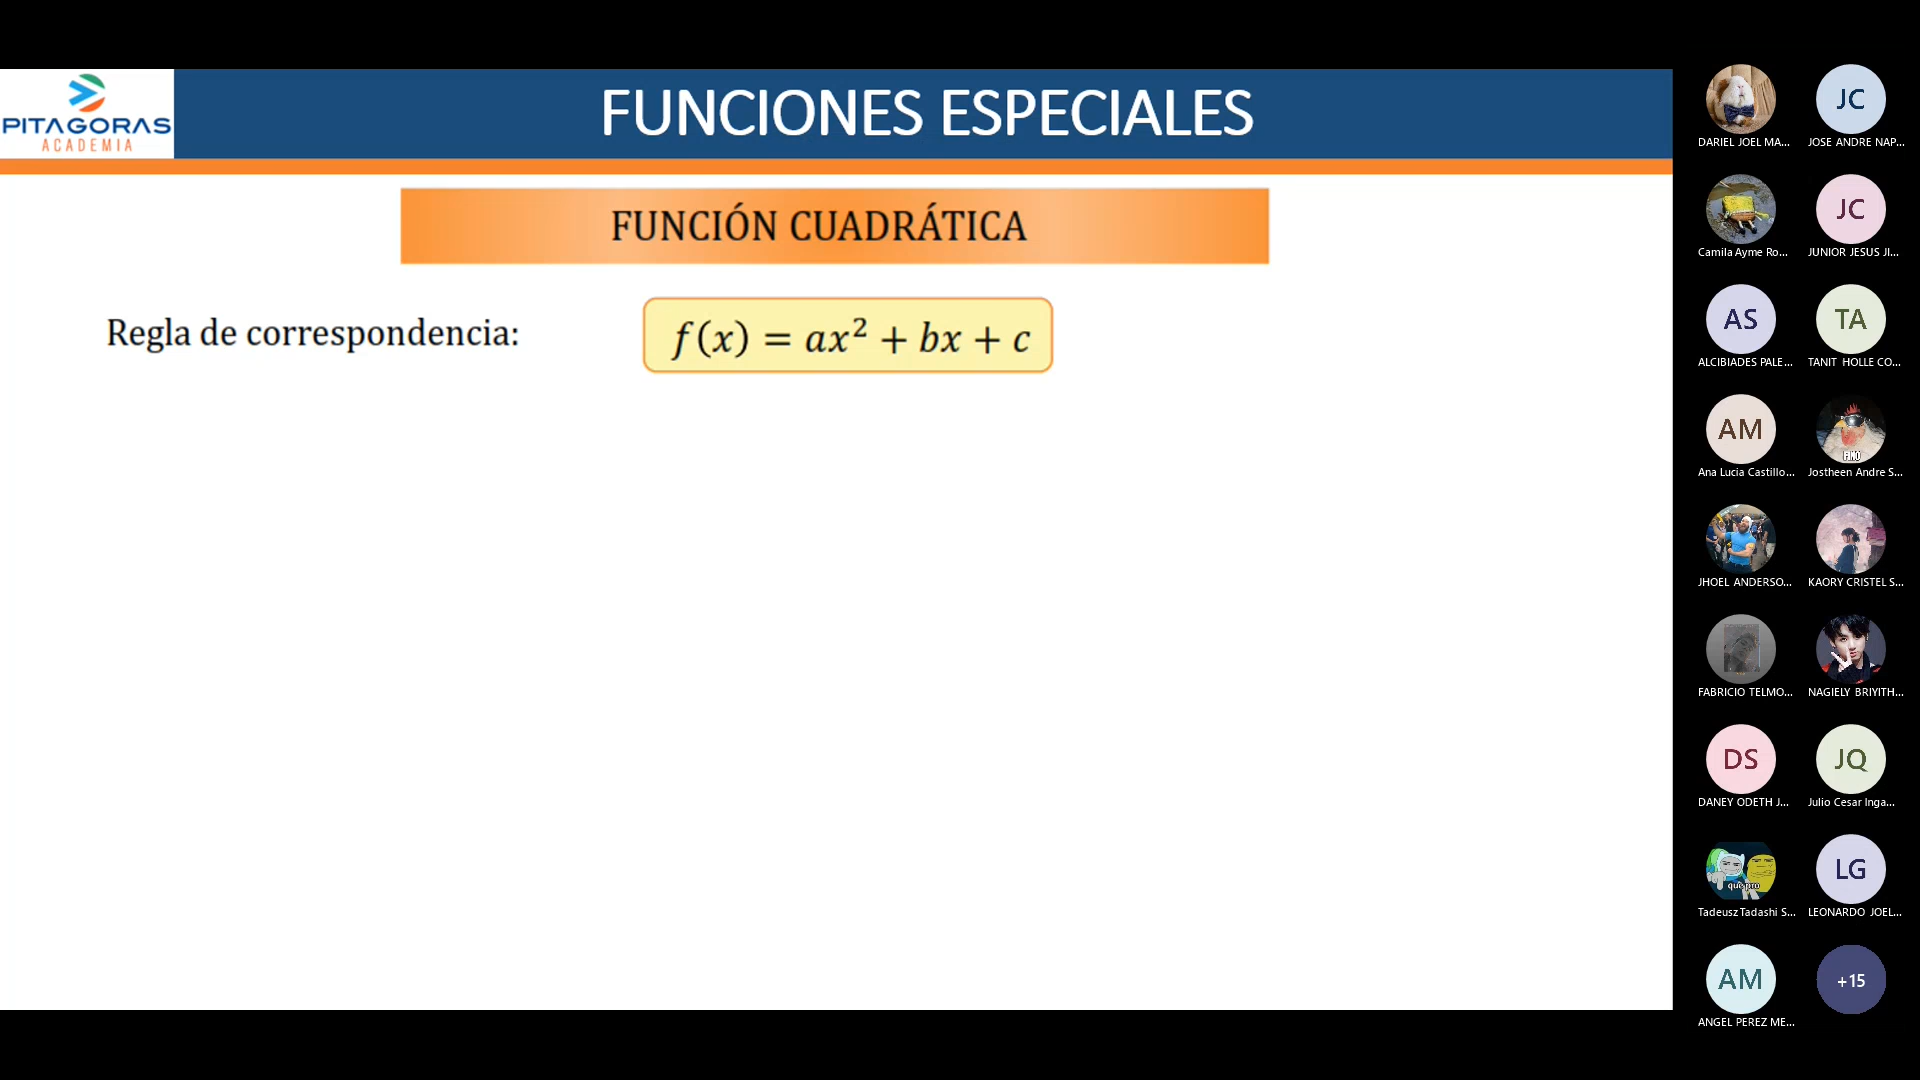 PITAGORAS
ACADEMIA
FUNCIONES ESPECIALES
FUNCIÓN CUADRÁTICA
Regla de correspondencia:
f(x) = ax² + bx + c
DARIEL JOEL MA...
JC
JOSE ANDRE NAP...
Camila Ayme Ro...
JC
JUNIOR JESUS JI...
AS
ALCIBIADES PALE...
TA
TANIT HOLLE CO...
AM
Ana Lucia Castillo...
FINO
Jostheen Andre S...
JHOEL ANDERSO...
KAORY CRISTEL S...
FABRICIO TELMO...
NAGIELY BRIYITH...
DS
DANEY ODETH J...
JQ
Julio Cesar Inga...
que pro
Tadeusz Tadashi S...
LG
LEONARDO JOEL...
AM
ANGEL PEREZ ME...
+15